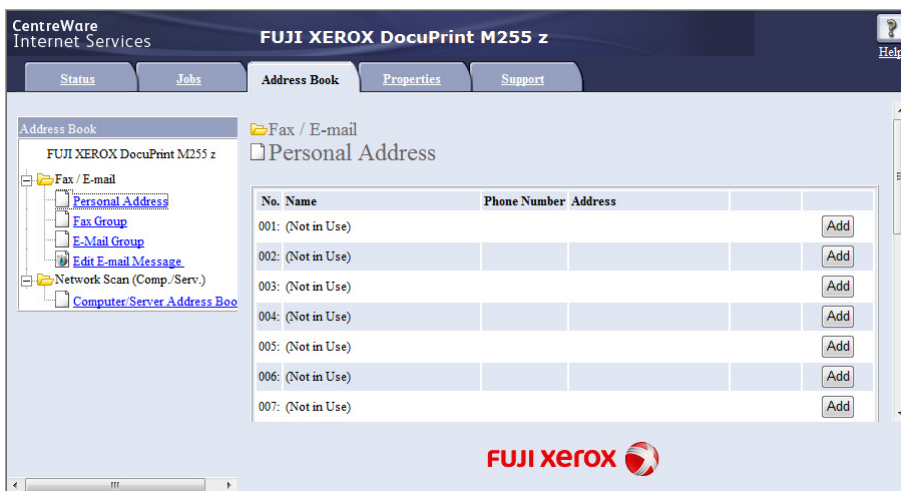 CentreWare
Internet Services
FUJI XEROX DocuPrint M255 z
?
Help
Status Jobs Address Book Properties Support
Address Book
FUJI XEROX DocuPrint M255 z
Fax / E-mail
Personal Address
Fax Group
E-Mail Group
Edit E-mail Message
Network Scan (Comp./Serv.)
Computer/Server Address Boo
Fax / E-mail
Personal Address
No. Name Phone Number Address
001: (Not in Use) Add
002: (Not in Use) Add
003: (Not in Use) Add
004: (Not in Use) Add
005: (Not in Use) Add
006: (Not in Use) Add
007: (Not in Use) Add
FUJI xerox